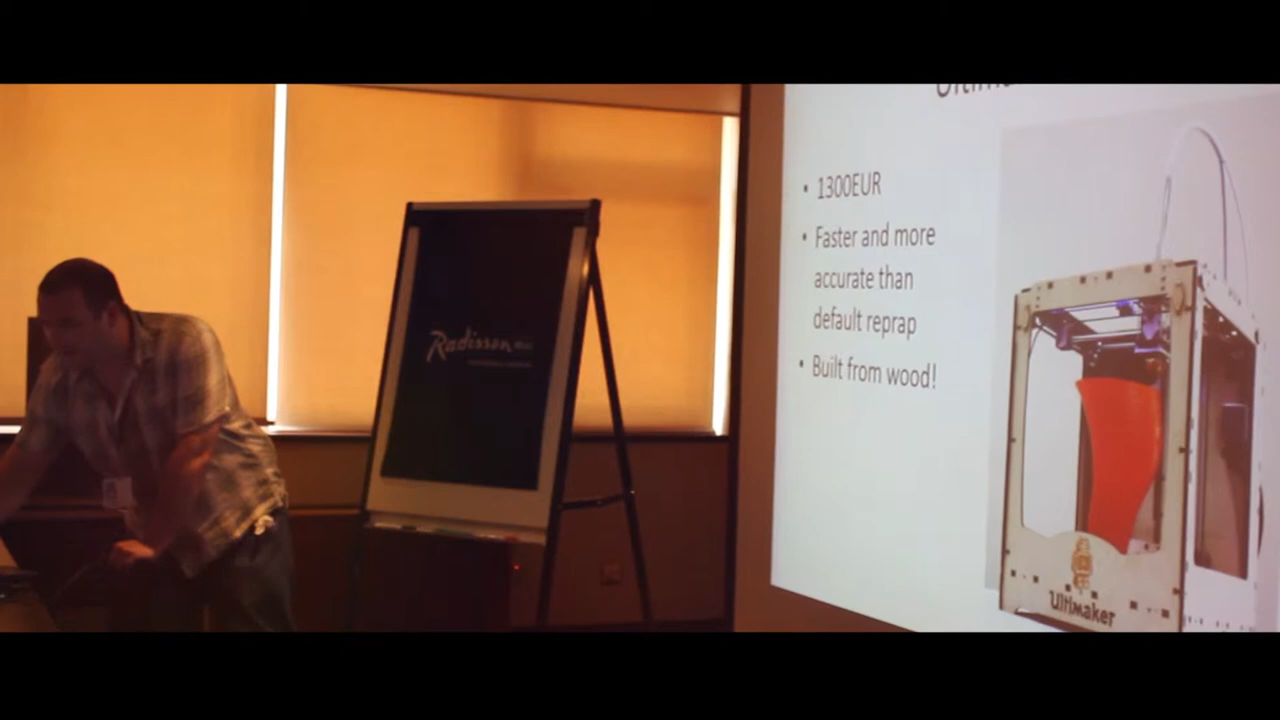 • 1300EUR
• Faster and more
accurate than
default reprap
• Built from wood!
Ultimaker
Radisson